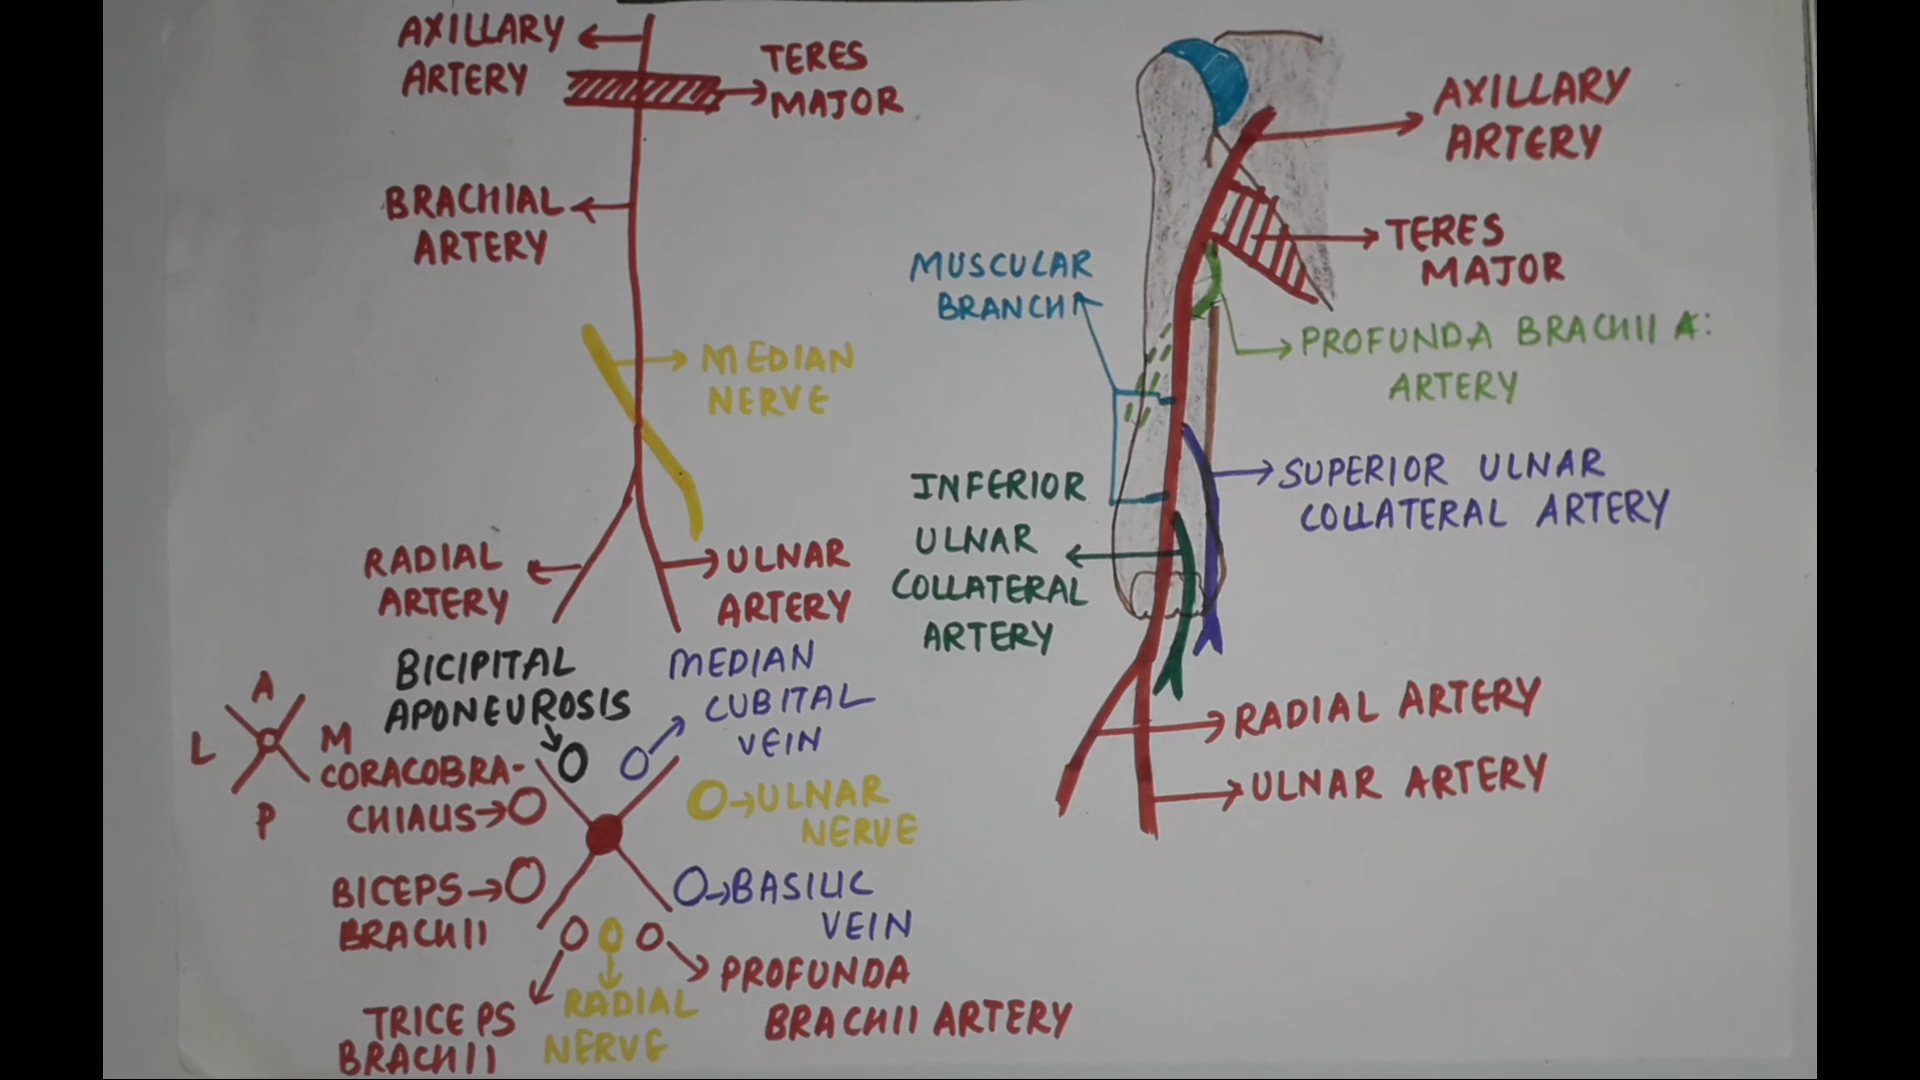 AXILLARY
ARTERY
TERES
MAJOR
BRACHIAL
ARTERY
MEDIAN
NERVE
RADIAL
ARTERY
ULNAR
ARTERY
A
L
M
P
BICIPITAL
APONEUROSIS
MEDIAN
CUBITAL
VEIN
CORACOBRA-
CHIALIS
ULNAR
NERVE
BICEPS
BRACHII
BASILIC
VEIN
TRICEPS
BRACHII
RADIAL
NERVE
PROFUNDA
BRACHII ARTERY
AXILLARY
ARTERY
TERES
MAJOR
MUSCULAR
BRANCH
PROFUNDA BRACHII A:
ARTERY
SUPERIOR ULNAR
COLLATERAL ARTERY
INFERIOR
ULNAR
COLLATERAL
ARTERY
RADIAL ARTERY
ULNAR ARTERY